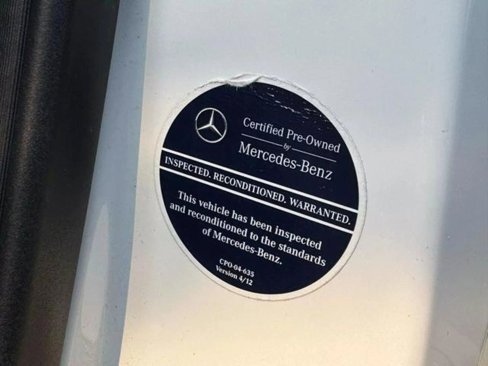 Certified Pre-Owned
by
Mercedes-Benz
INSPECTED. RECONDITIONED. WARRANTED.
This vehicle has been inspected
and reconditioned to the standards
of Mercedes-Benz.
CPO-04-635
Version 4/12